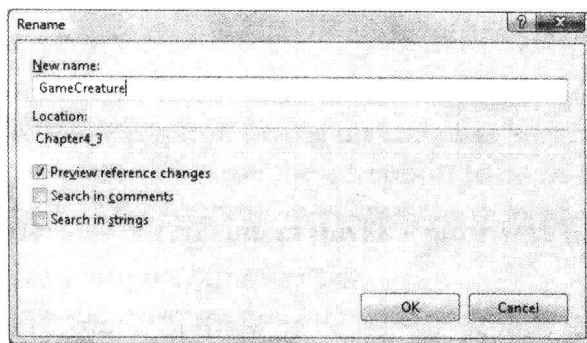 Rename
New name:
GameCreature
Location:
Chapter4_3
Preview reference changes
Search in comments
Search in strings
OK Cancel